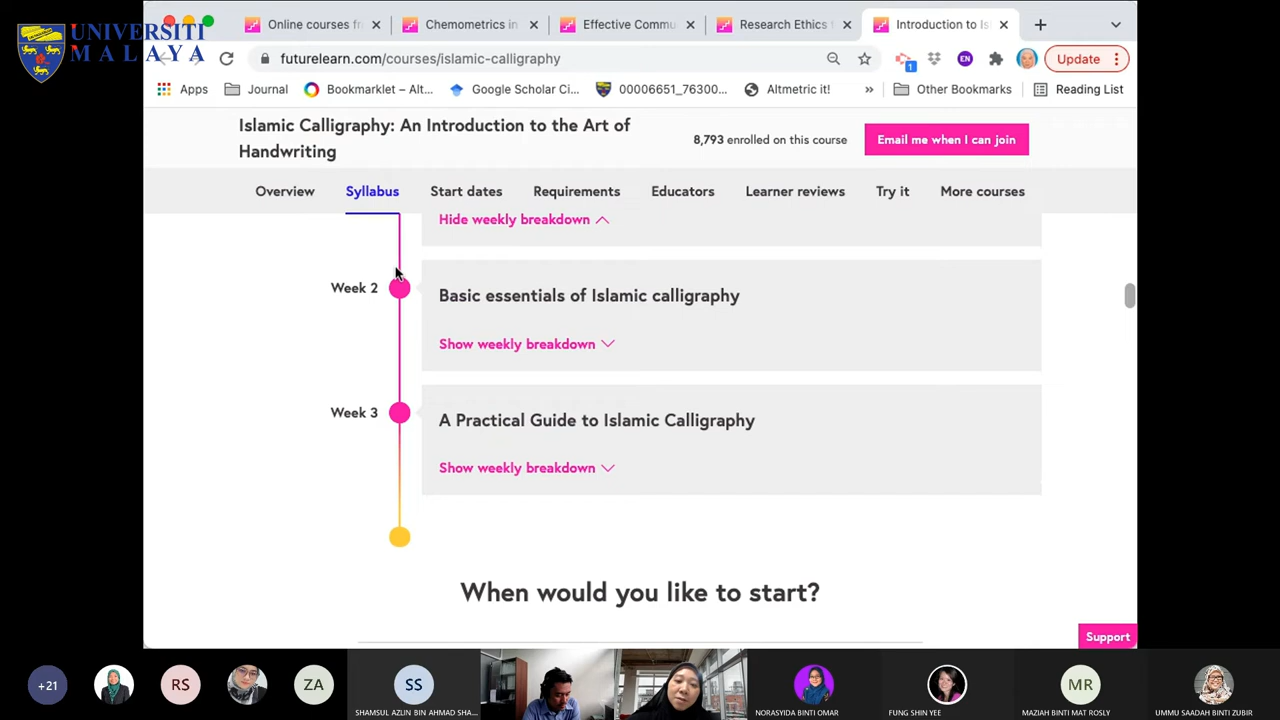 UNIVERSITI
MALAYA
Online courses fr
Chemometrics in
Effective Commu
Research Ethics t
Introduction to Is
futurelearn.com/courses/islamic-calligraphy
1
EN
Update
Apps
Journal
Bookmarklet – Alt...
Google Scholar Ci...
00006651_76300...
Altmetric it!
»
Other Bookmarks
Reading List
Islamic Calligraphy: An Introduction to the Art of
Handwriting
8,793 enrolled on this course
Email me when I can join
Overview
Syllabus
Start dates
Requirements
Educators
Learner reviews
Try it
More courses
Hide weekly breakdown
Week 2
Basic essentials of Islamic calligraphy
Show weekly breakdown
Week 3
A Practical Guide to Islamic Calligraphy
Show weekly breakdown
When would you like to start?
Support
+21
RS
ZA
SS
MR
SHAMSUL AZLIN BIN AHMAD SHA...
NORASYIDA BINTI OMAR
FUNG SHIN YEE
MAZIAH BINTI MAT ROSLY
UMMU SAADAH BINTI ZUBIR